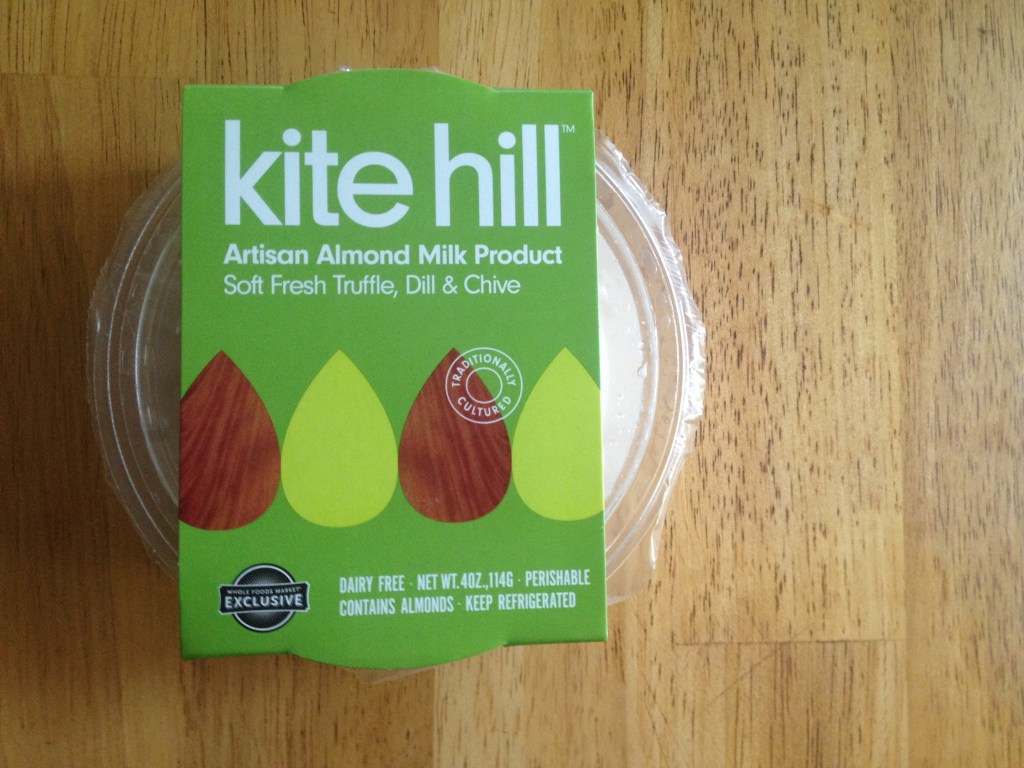 kite hill™
Artisan Almond Milk Product
Soft Fresh Truffle, Dill & Chive
TRADITIONALLY
CULTURED
WHOLE FOODS MARKET
EXCLUSIVE
DAIRY FREE · NET WT. 4OZ.,114G · PERISHABLE
CONTAINS ALMONDS · KEEP REFRIGERATED